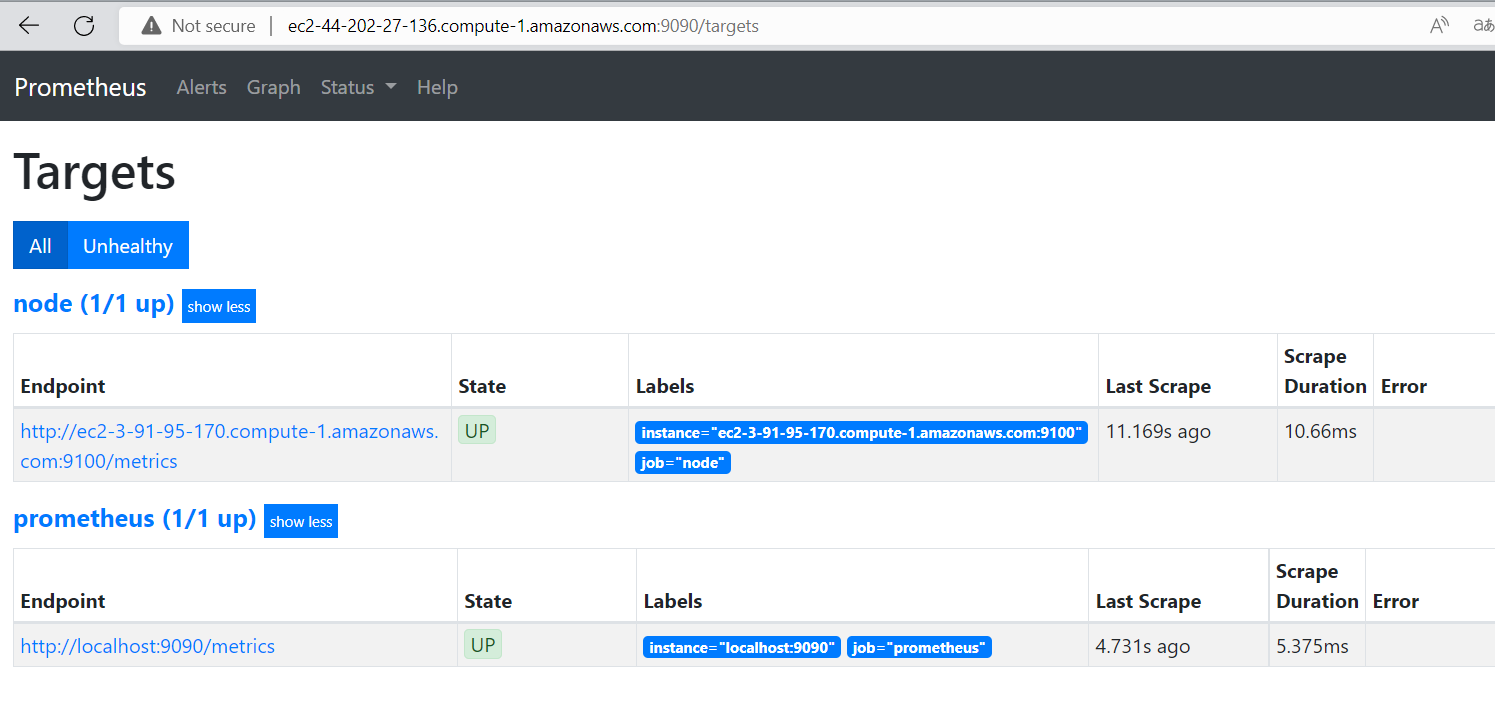 Not secure | ec2-44-202-27-136.compute-1.amazonaws.com:9090/targets A aあ
Prometheus Alerts Graph Status Help
Targets
All Unhealthy
node (1/1 up) show less
Scrape
Endpoint State Labels Last Scrape Duration Error
http://ec2-3-91-95-170.compute-1.amazonaws. UP instance="ec2-3-91-95-170.compute-1.amazonaws.com:9100" 11.169s ago 10.66ms
com:9100/metrics job="node"
prometheus (1/1 up) show less
Scrape
Endpoint State Labels Last Scrape Duration Error
http://localhost:9090/metrics UP instance="localhost:9090" job="prometheus" 4.731s ago 5.375ms